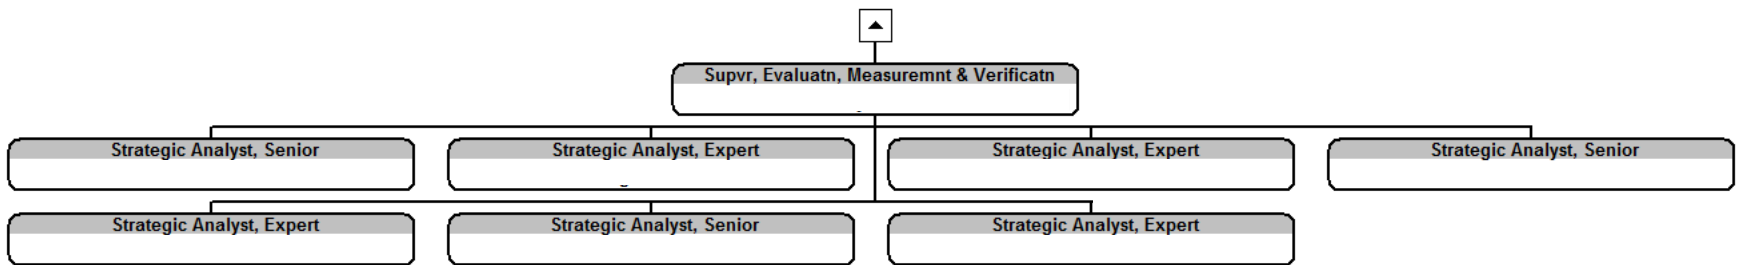 Supvr, Evaluatn, Measuremnt & Verificatn
Strategic Analyst, Senior
Strategic Analyst, Expert
Strategic Analyst, Expert
Strategic Analyst, Senior
Strategic Analyst, Expert
Strategic Analyst, Senior
Strategic Analyst, Expert